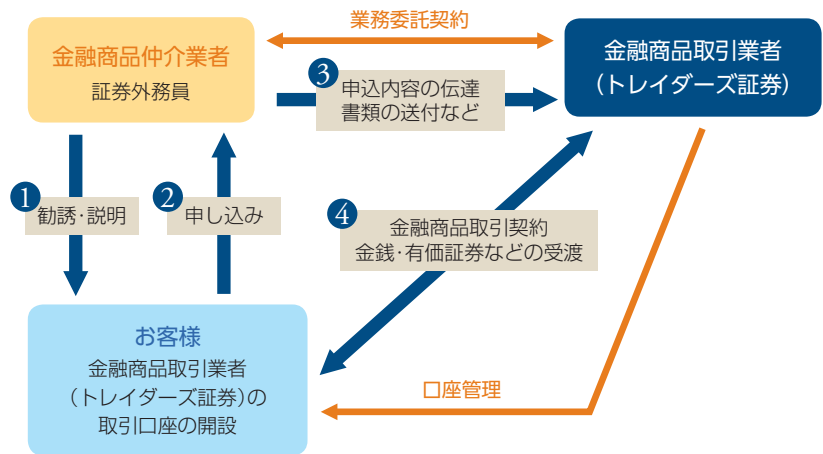 業務委託契約
金融商品仲介業者
証券外務員
金融商品取引業者
(トレイダーズ証券)
3
申込内容の伝達
書類の送付など
1
勧誘・説明
2
申し込み
4
金融商品取引契約
金銭・有価証券などの受渡
お客様
金融商品取引業者
(トレイダーズ証券)の
取引口座の開設
口座管理